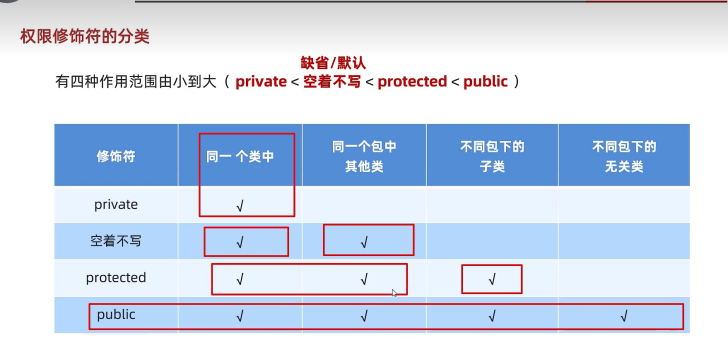 权限修饰符的分类
缺省/默认
有四种作用范围由小到大（ private < 空着不写 < protected < public ）
修饰符 同一 个类中 同一个包中 其他类 不同包下的 子类 不同包下的 无关类
private √
空着不写 √ √
protected √ √ √
public √ √ √ √